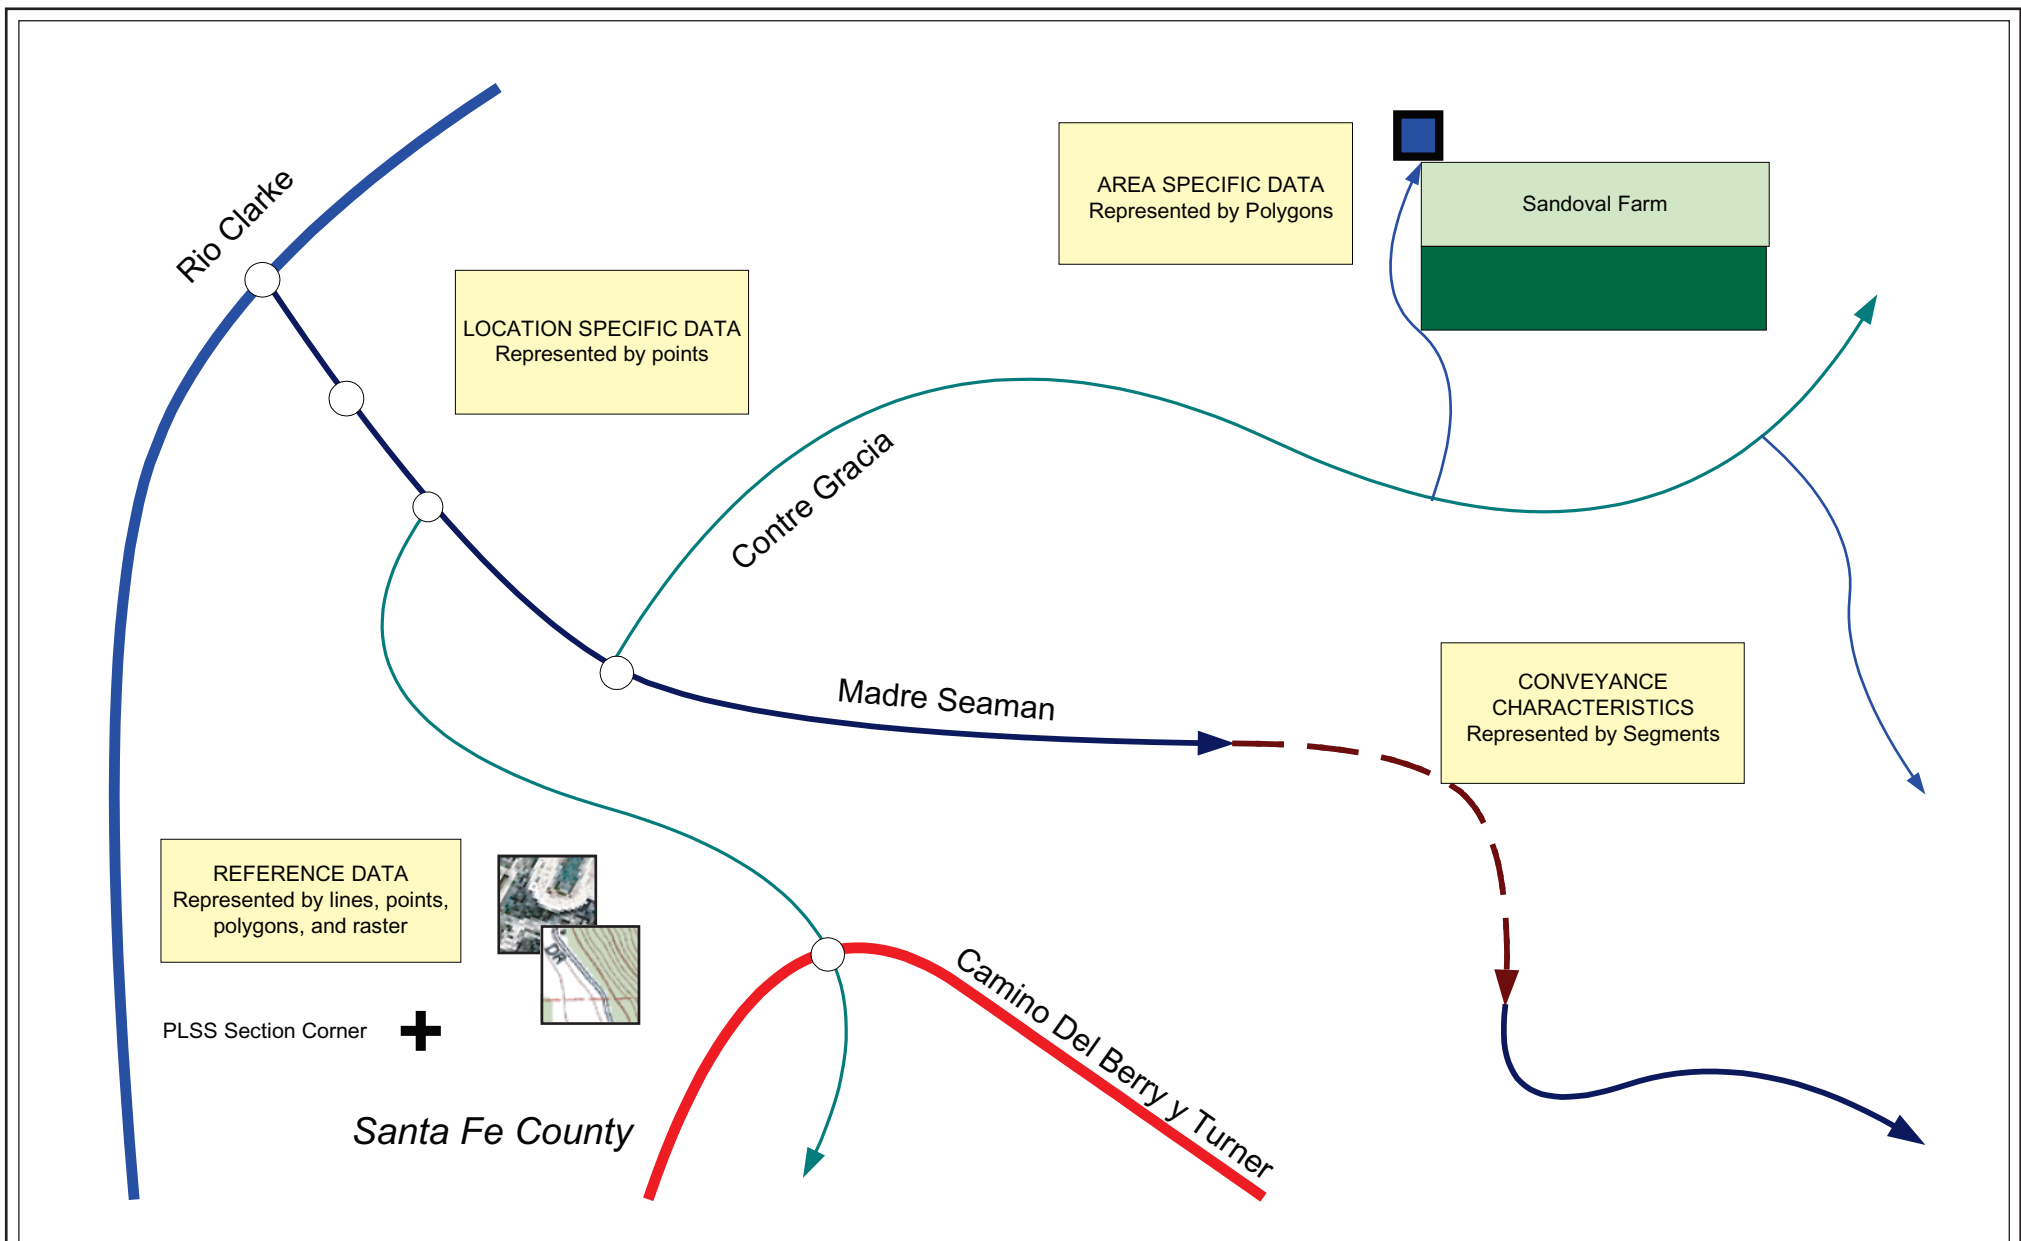 Rio Clarke
AREA SPECIFIC DATA
Represented by Polygons
Sandoval Farm
LOCATION SPECIFIC DATA
Represented by points
Contre Gracia
Madre Seaman
CONVEYANCE
CHARACTERISTICS
Represented by Segments
REFERENCE DATA
Represented by lines, points,
polygons, and raster
DR
PLSS Section Corner
Camino Del Berry y Turner
Santa Fe County